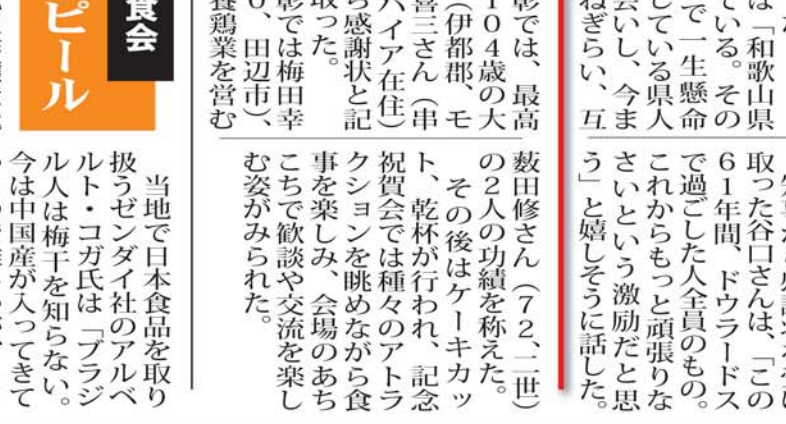 は「和歌山県
ている。その
で一生懸命
している県人
会いし、今ま
ねぎらい、互
取った谷口さんは、「この
61年間、ドウラードス
で過ごした人全員のもの。
これからもっと頑張りな
さいという激励だと思
う」と嬉しそうに話した。
彰では、最高
104歳の大
(伊都郡、モ
喜三さん(串
バイア在住)
ら感謝状と記
取った。
彰では梅田幸
0、田辺市)、
養鶏業を営む
薮田修さん(72、二世)
の2人の功績を称えた。
その後はケーキカッ
ト、乾杯が行われ、記念
祝賀会では種々のアトラ
クションを眺めながら食
事を楽しみ、会場のあち
こちで歓談や交流を楽し
む姿がみられた。
食会
ピール
当地で日本食品を取り
扱うゼンダイ社のアルベ
ルト・コガ氏は「ブラジ
ル人は梅干を知らない。
今は中国産が入ってきて